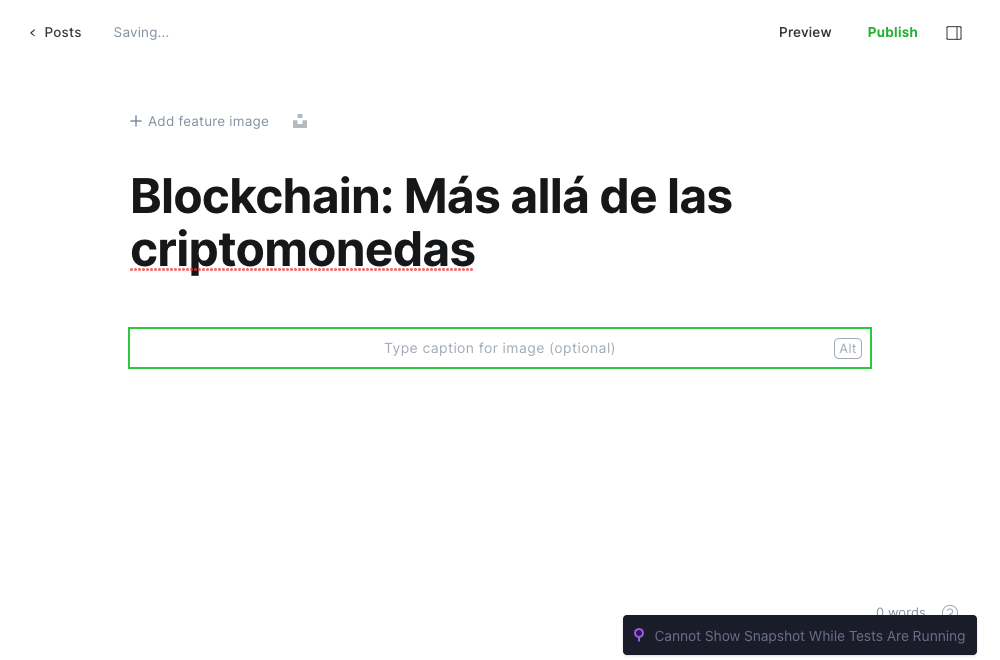 Posts
Saving...
Preview
Publish
Add feature image
Blockchain: Más allá de las
criptomonedas
Type caption for image (optional)
Alt
0 words
?
Cannot Show Snapshot While Tests Are Running